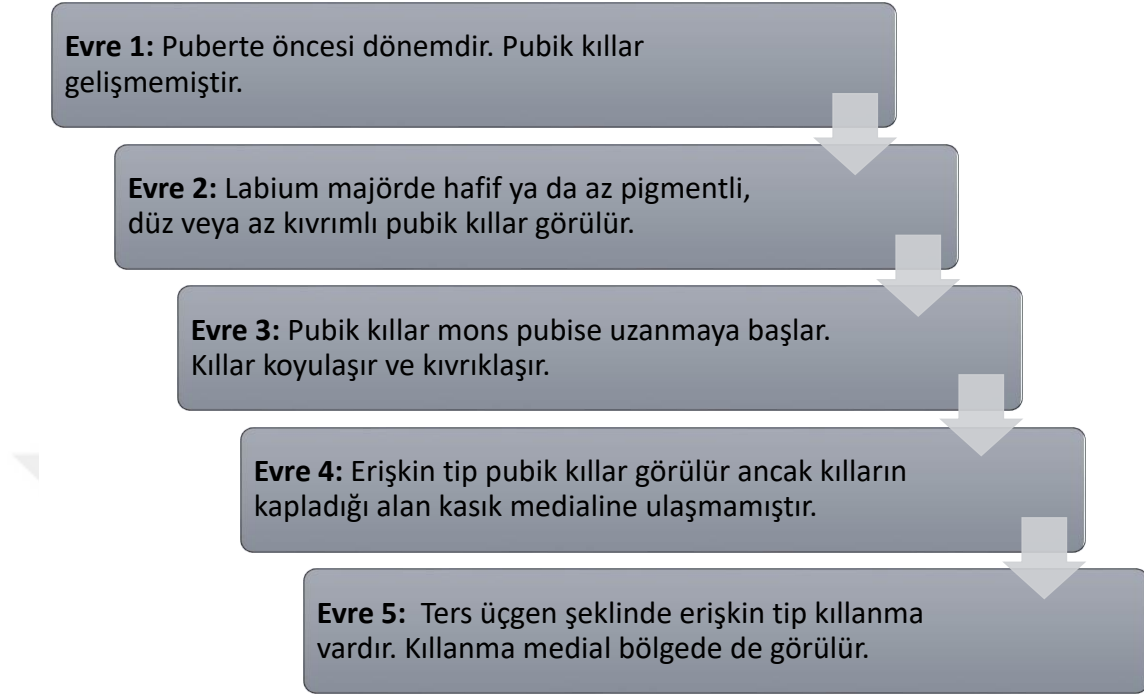 Evre 1: Puberte öncesi dönemdir. Pubik kıllar
gelişmemiştir.
Evre 2: Labium majörde hafif ya da az pigmentli,
düz veya az kıvrımlı pubik kıllar görülür.
Evre 3: Pubik kıllar mons pubise uzanmaya başlar.
Kıllar koyulaşır ve kıvrıklaşır.
Evre 4: Erişkin tip pubik kıllar görülür ancak kılların
kapladığı alan kasık medialine ulaşmamıştır.
Evre 5: Ters üçgen şeklinde erişkin tip kıllanma
vardır. Kıllanma medial bölgede de görülür.